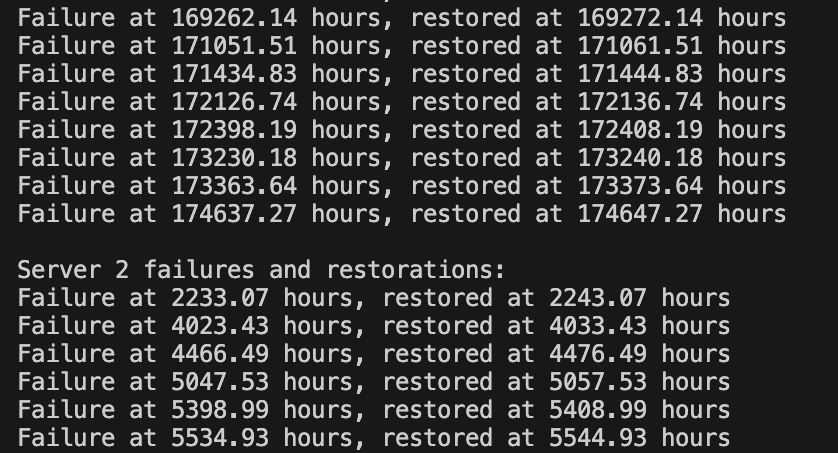 Failure at 169262.14 hours, restored at 169272.14 hours
Failure at 171051.51 hours, restored at 171061.51 hours
Failure at 171434.83 hours, restored at 171444.83 hours
Failure at 172126.74 hours, restored at 172136.74 hours
Failure at 172398.19 hours, restored at 172408.19 hours
Failure at 173230.18 hours, restored at 173240.18 hours
Failure at 173363.64 hours, restored at 173373.64 hours
Failure at 174637.27 hours, restored at 174647.27 hours
Server 2 failures and restorations:
Failure at 2233.07 hours, restored at 2243.07 hours
Failure at 4023.43 hours, restored at 4033.43 hours
Failure at 4466.49 hours, restored at 4476.49 hours
Failure at 5047.53 hours, restored at 5057.53 hours
Failure at 5398.99 hours, restored at 5408.99 hours
Failure at 5534.93 hours, restored at 5544.93 hours